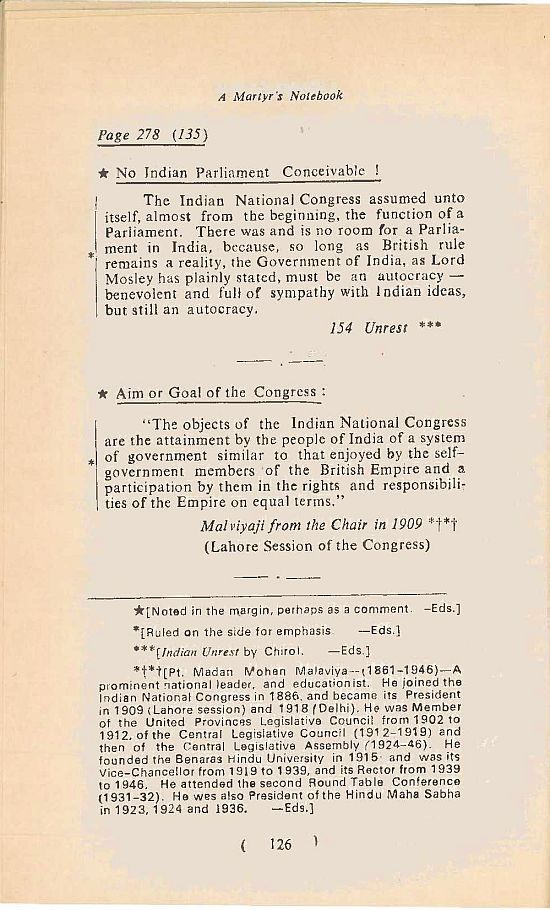 A Martyr's Notebook
Page 278 (135)
★ No Indian Parliament Conceivable !
The Indian National Congress assumed unto
itself, almost from the beginning, the function of a
Parliament. There was and is no room for a Parlia-
ment in India, because, so long as British rule
* remains a reality, the Government of India, as Lord
Mosley has plainly stated, must be an autocracy —
benevolent and full of sympathy with Indian ideas,
but still an autocracy.
154 Unrest ***
★ Aim or Goal of the Congress :
"The objects of the Indian National Congress
are the attainment by the people of India of a system
* of government similar to that enjoyed by the self-
government members of the British Empire and a
participation by them in the rights and responsibili-
ties of the Empire on equal terms."
Malviyaji from the Chair in 1909 *†*†
(Lahore Session of the Congress)
★[Noted in the margin, perhaps as a comment. –Eds.]
*[Ruled on the side for emphasis. —Eds.]
***[Indian Unrest by Chirol. —Eds.]
*†*†[Pt. Madan Mohan Malaviya--(1861-1946)—A
prominent national leader, and educationist. He joined the
Indian National Congress in 1886, and became its President
in 1909 (Lahore session) and 1918 (Delhi). He was Member
of the United Provinces Legislative Council from 1902 to
1912, of the Central Legislative Council (1912-1919) and
then of the Central Legislative Assembly (1924-46). He
founded the Benaras Hindu University in 1915 and was its
Vice-Chancellor from 1919 to 1939, and its Rector from 1939
to 1946. He attended the second Round Table Conference
(1931-32). He wes also President of the Hindu Maha Sabha
in 1923, 1924 and 1936. —Eds.]
( 126 )